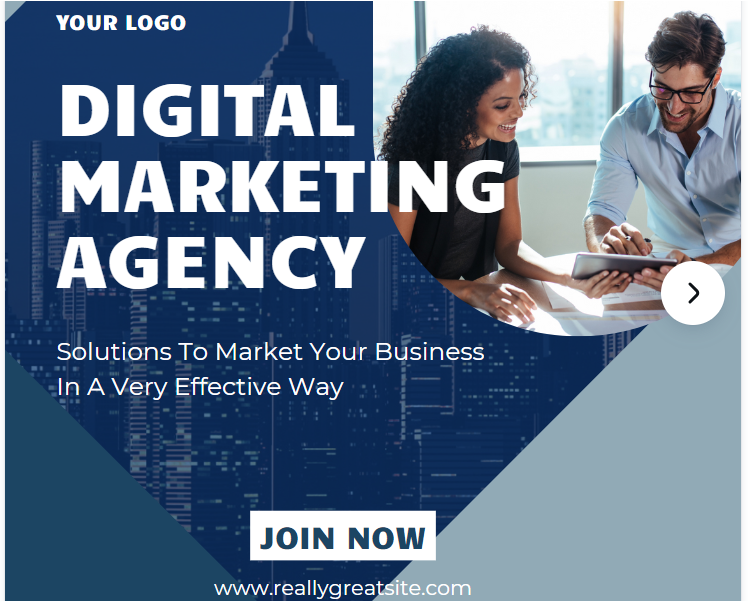 YOUR LOGO
DIGITAL
MARKETING
AGENCY
Solutions To Market Your Business
In A Very Effective Way
JOIN NOW
www.reallygreatsite.com